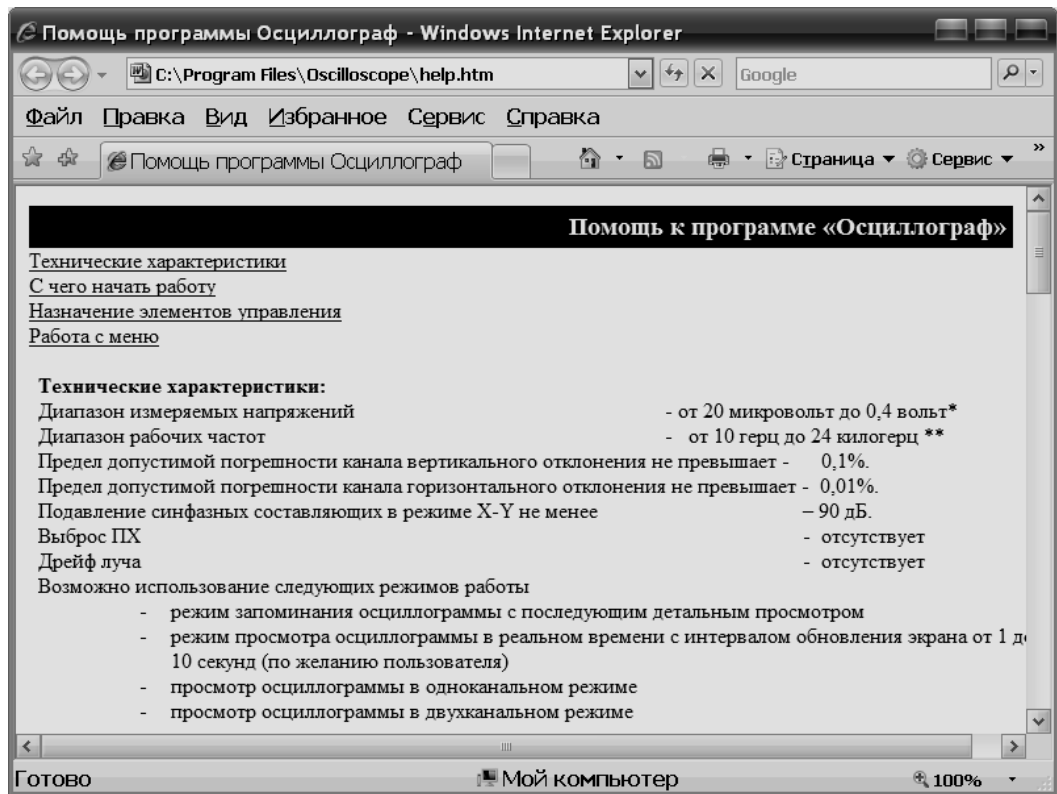 Помощь программы Осциллограф - Windows Internet Explorer
C:\Program Files\Oscilloscope\help.htm
Google
Файл Правка Вид Избранное Сервис Справка
Помощь программы Осциллограф
Страница
Сервис
»
Помощь к программе «Осциллограф»
Технические характеристики
С чего начать работу
Назначение элементов управления
Работа с меню
Технические характеристики:
Диапазон измеряемых напряжений - от 20 микровольт до 0,4 вольт*
Диапазон рабочих частот - от 10 герц до 24 килогерц **
Предел допустимой погрешности канала вертикального отклонения не превышает - 0,1%.
Предел допустимой погрешности канала горизонтального отклонения не превышает - 0,01%.
Подавление синфазных составляющих в режиме X-Y не менее – 90 дБ.
Выброс ПХ - отсутствует
Дрейф луча - отсутствует
Возможно использование следующих режимов работы
- режим запоминания осциллограммы с последующим детальным просмотром
- режим просмотра осциллограммы в реальном времени с интервалом обновления экрана от 1 до
10 секунд (по желанию пользователя)
- просмотр осциллограммы в одноканальном режиме
- просмотр осциллограммы в двухканальном режиме
Готово
Мой компьютер
100%